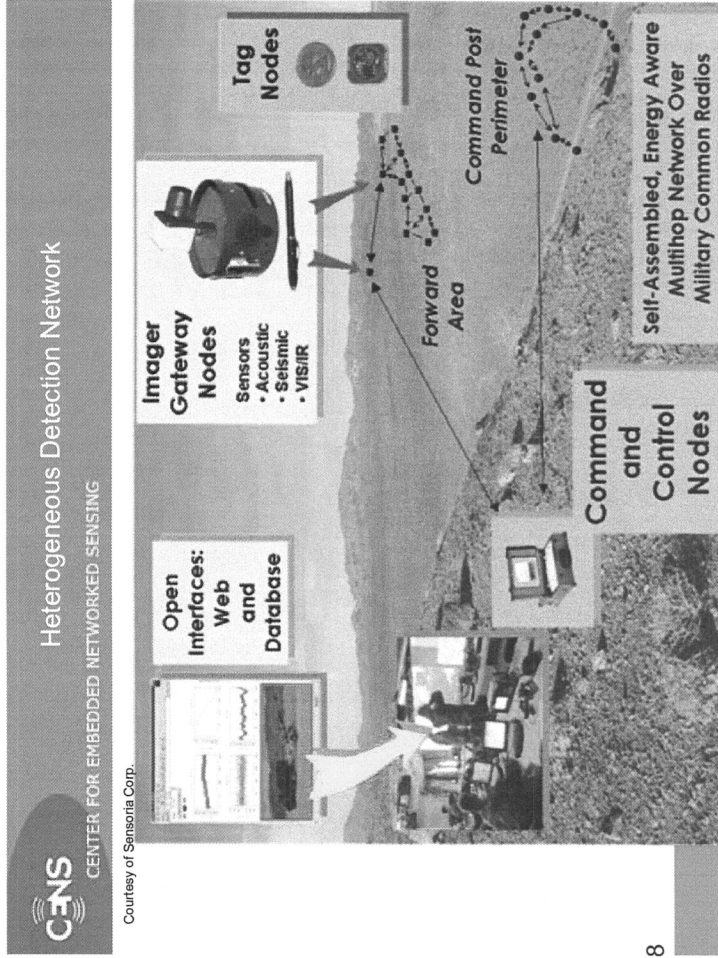 CENS
Heterogeneous Detection Network
CENTER FOR EMBEDDED NETWORKED SENSING
Courtesy of Sensoria Corp.
Open
Interfaces:
Web
and
Database
Imager
Gateway
Nodes
Sensors
• Acoustic
• Seismic
• VIS/IR
Tag
Nodes
Forward
Area
Command Post
Perimeter
Command
and
Control
Nodes
Self-Assembled, Energy Aware
Multihop Network Over
Military Common Radios
8